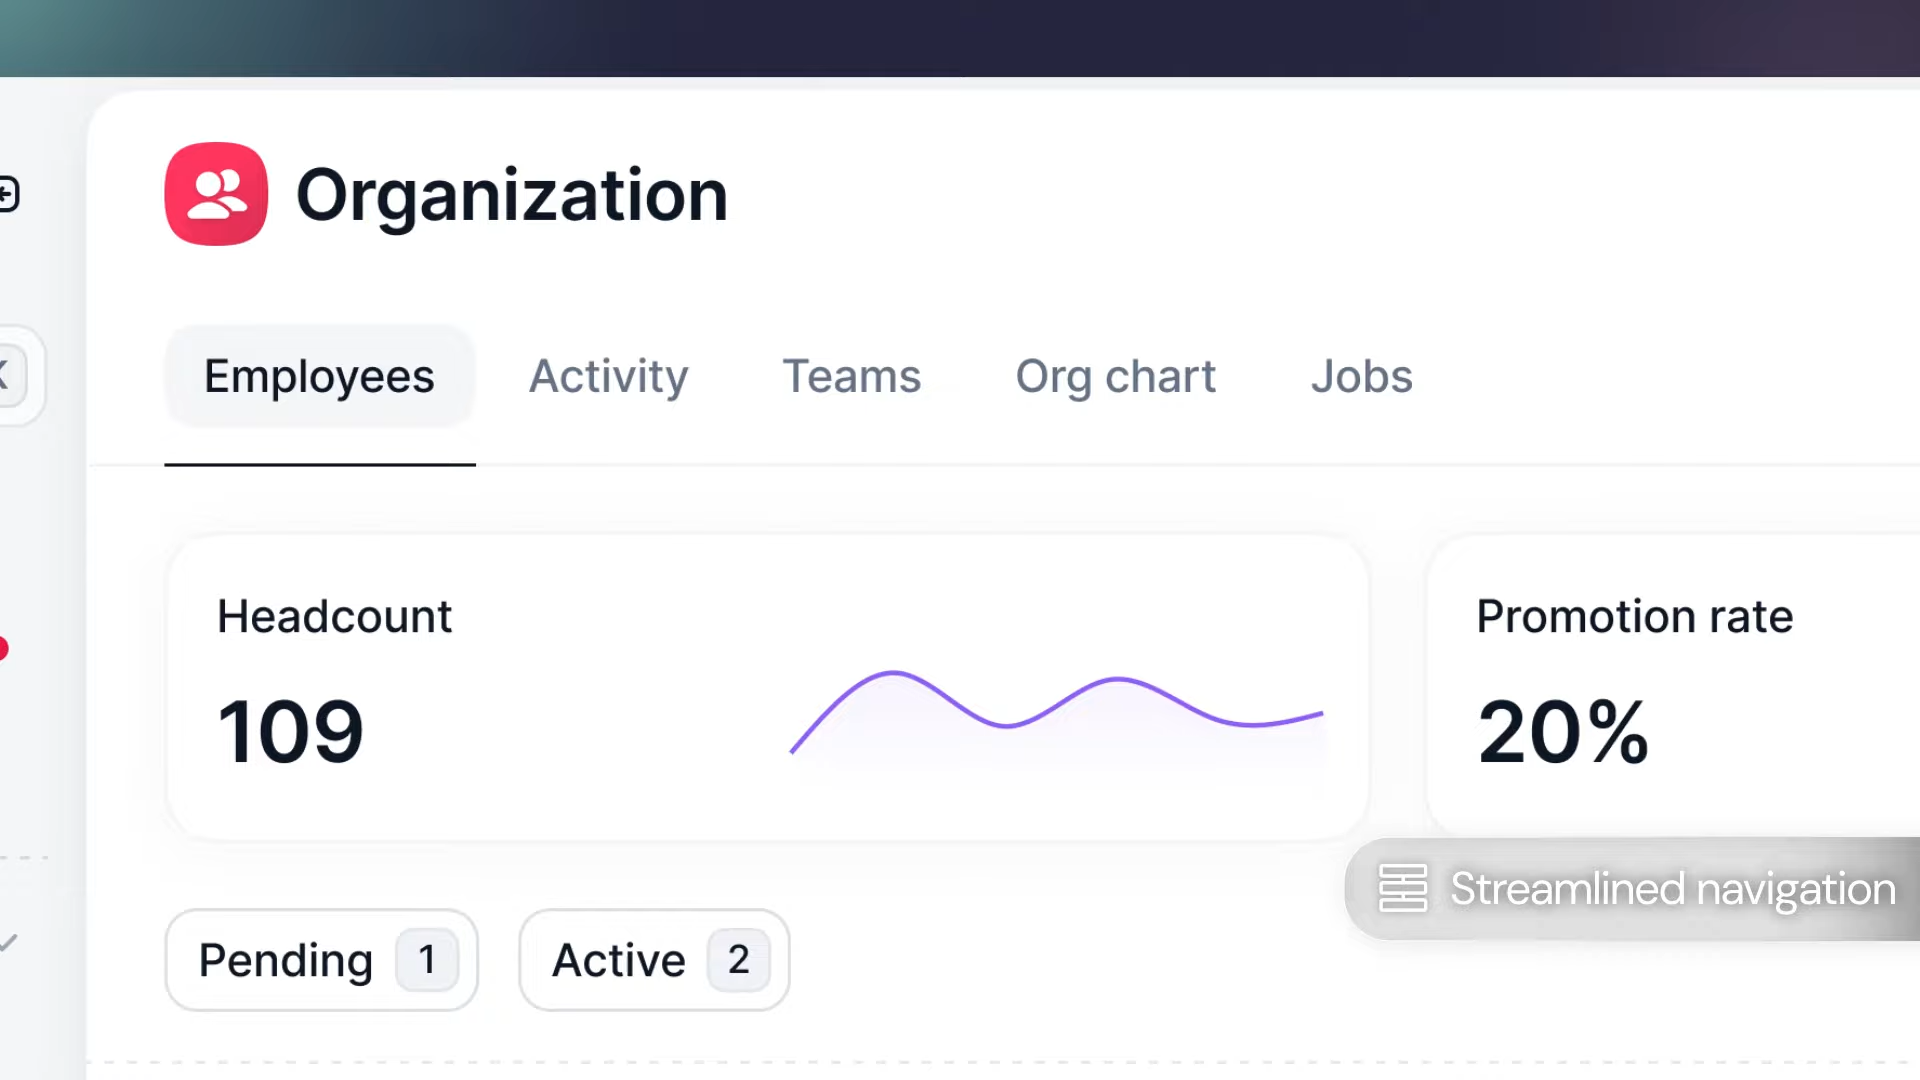 Organization
K
Employees
Activity
Teams
Org chart
Jobs
Headcount
109
Promotion rate
20%
Streamlined navigation
Pending 1
Active 2